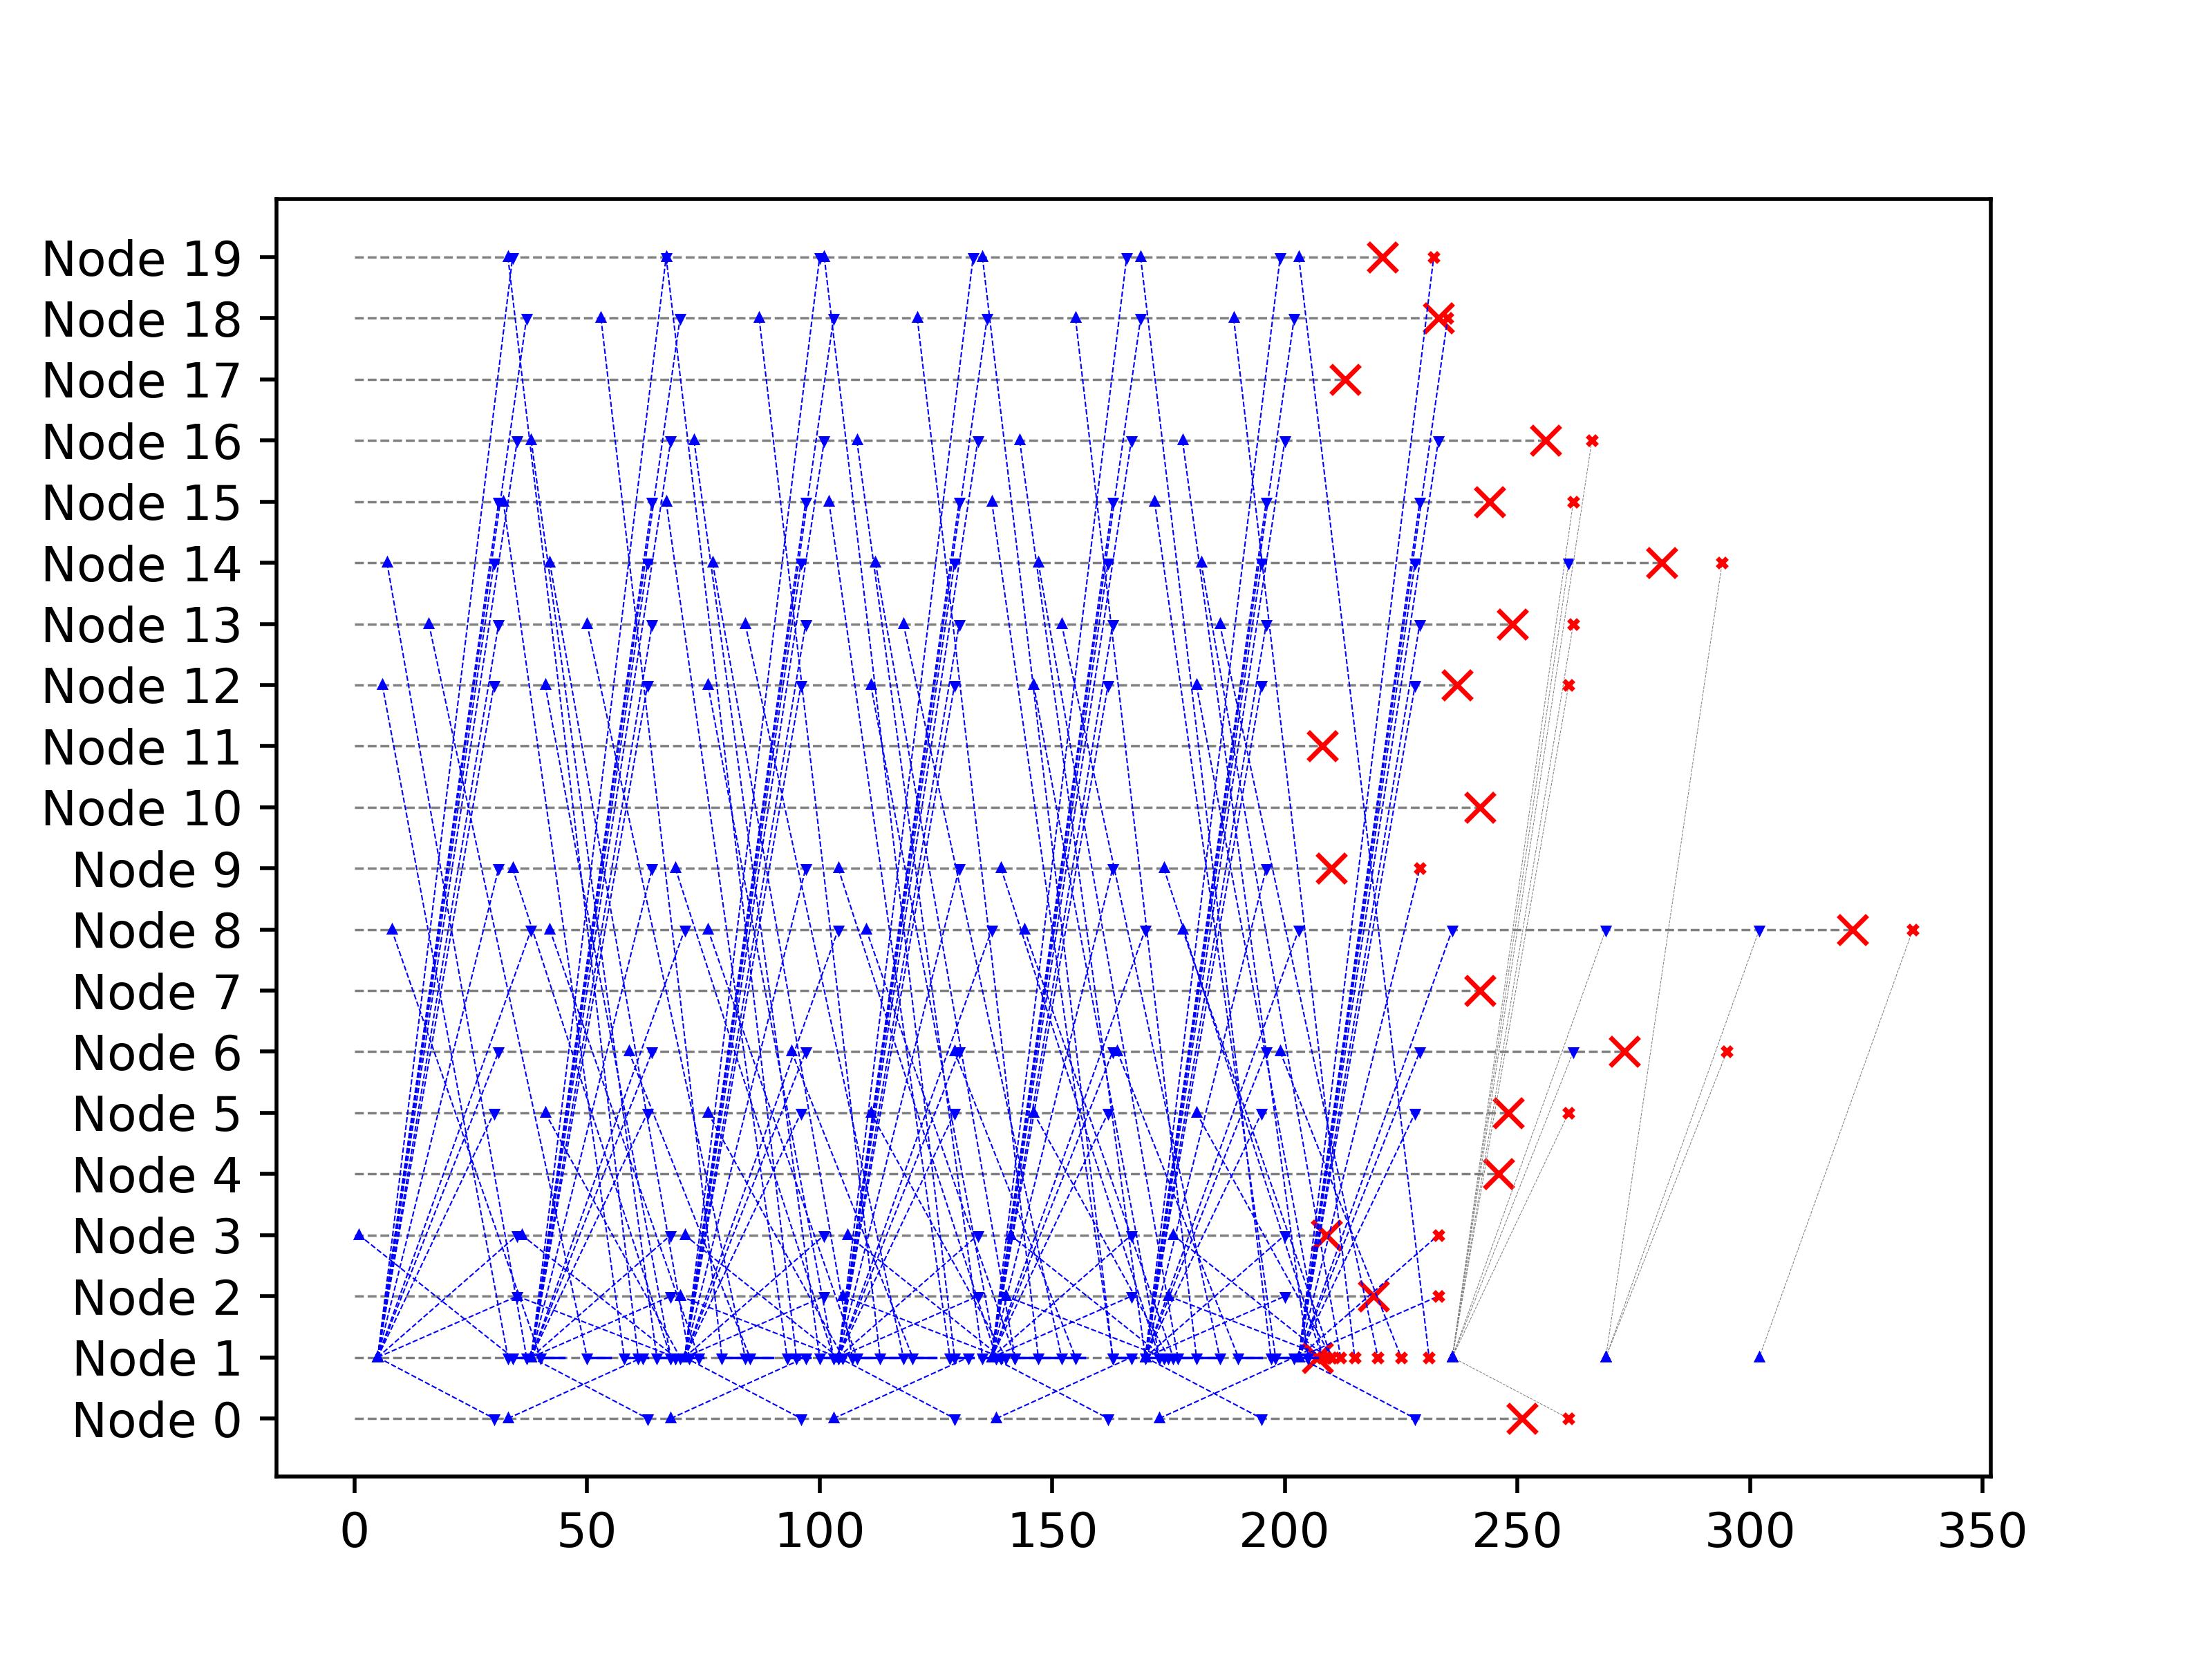 Node 19
Node 18
Node 17
Node 16
Node 15
Node 14
Node 13
Node 12
Node 11
Node 10
Node 9
Node 8
Node 7
Node 6
Node 5
Node 4
Node 3
Node 2
Node 1
Node 0
0 50 100 150 200 250 300 350